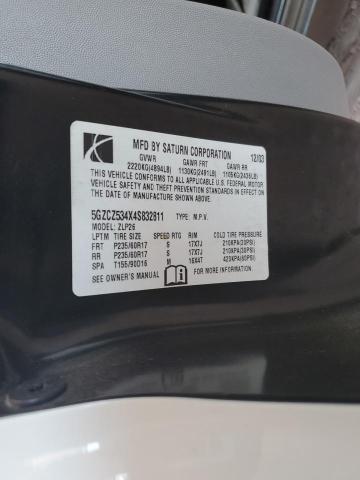 MFD BY SATURN CORPORATION 12/03
GVWR GAWR FRT GAWR RR
2220KG(4894LB) 1130KG(2491LB) 1105KG(2436LB)
THIS VEHICLE CONFORMS TO ALL APPLICABLE U.S. FEDERAL MOTOR
VEHICLE SAFETY AND THEFT PREVENTION STANDARDS IN EFFECT ON THE
DATE OF MANUFACTURE SHOWN ABOVE.
5GZCZ534X4S832811 TYPE: M.P.V.
MODEL: ZLP26
LPTM TIRE SIZE SPEED RTG RIM COLD TIRE PRESSURE
FRT P235/60R17 S 17X7J 210KPA(30PSI)
RR P235/60R17 S 17X7J 210KPA(30PSI)
SPA T155/90D16 M 16X4T 420KPA(60PSI)
SEE OWNER'S MANUAL